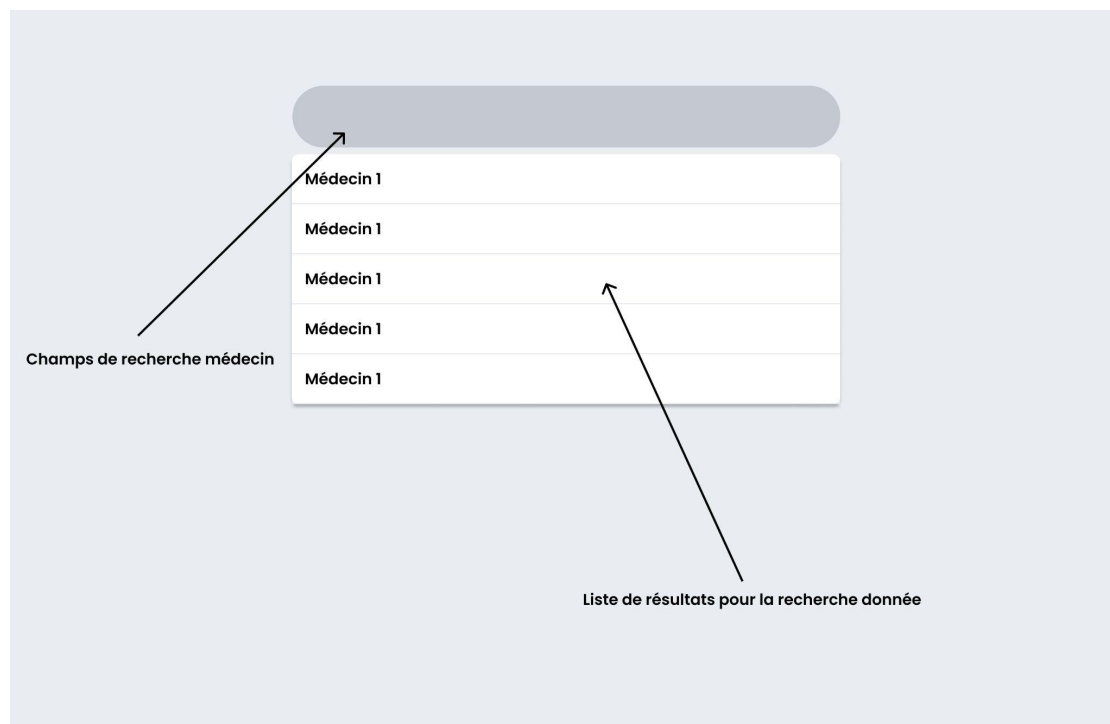 Médecin 1
Médecin 1
Médecin 1
Médecin 1
Champs de recherche médecin
Médecin 1
Liste de résultats pour la recherche donnée